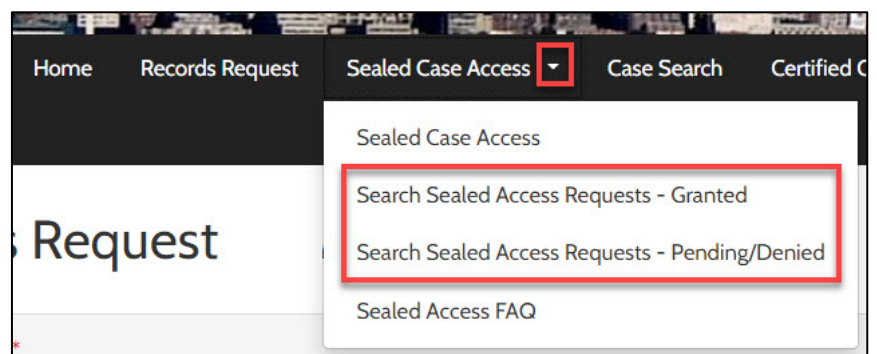 Home Records Request Sealed Case Access Case Search Certified C
Sealed Case Access
Search Sealed Access Requests - Granted
s Request
Search Sealed Access Requests - Pending/Denied
Sealed Access FAQ
*